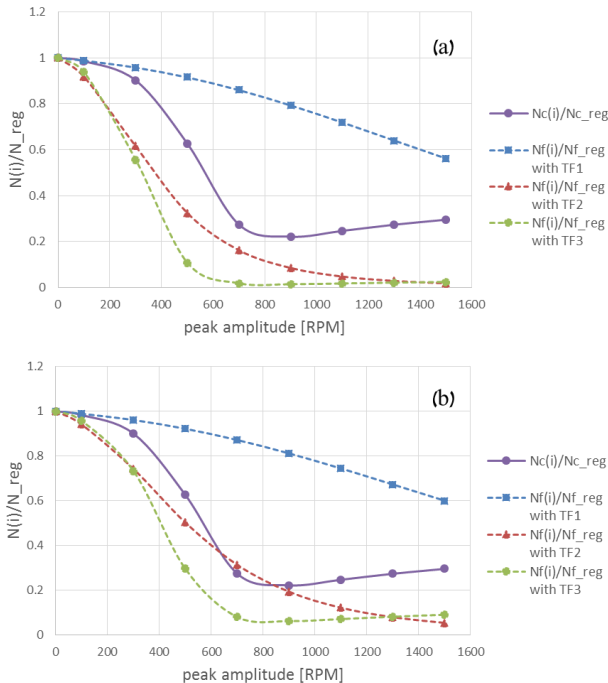 (a)
1.2
1
0.8
0.6
0.4
0.2
0
N(i)/N_reg
0 200 400 600 800 1000 1200 1400 1600
peak amplitude [RPM]
Nc(i)/Nc_reg
Nf(i)/Nf_reg
with TF1
Nf(i)/Nf_reg
with TF2
Nf(i)/Nf_reg
with TF3
(b)
1.2
1
0.8
0.6
0.4
0.2
0
N(i)/N_reg
0 200 400 600 800 1000 1200 1400 1600
peak amplitude [RPM]
Nc(i)/Nc_reg
Nf(i)/Nf_reg
with TF1
Nf(i)/Nf_reg
with TF2
Nf(i)/Nf_reg
with TF3